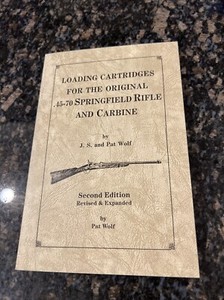 LOADING CARTRIDGES
FOR THE ORIGINAL
.45-70 SPRINGFIELD RIFLE
AND CARBINE
by
J. S. and Pat Wolf
Second Edition
Revised & Expanded
by
Pat Wolf